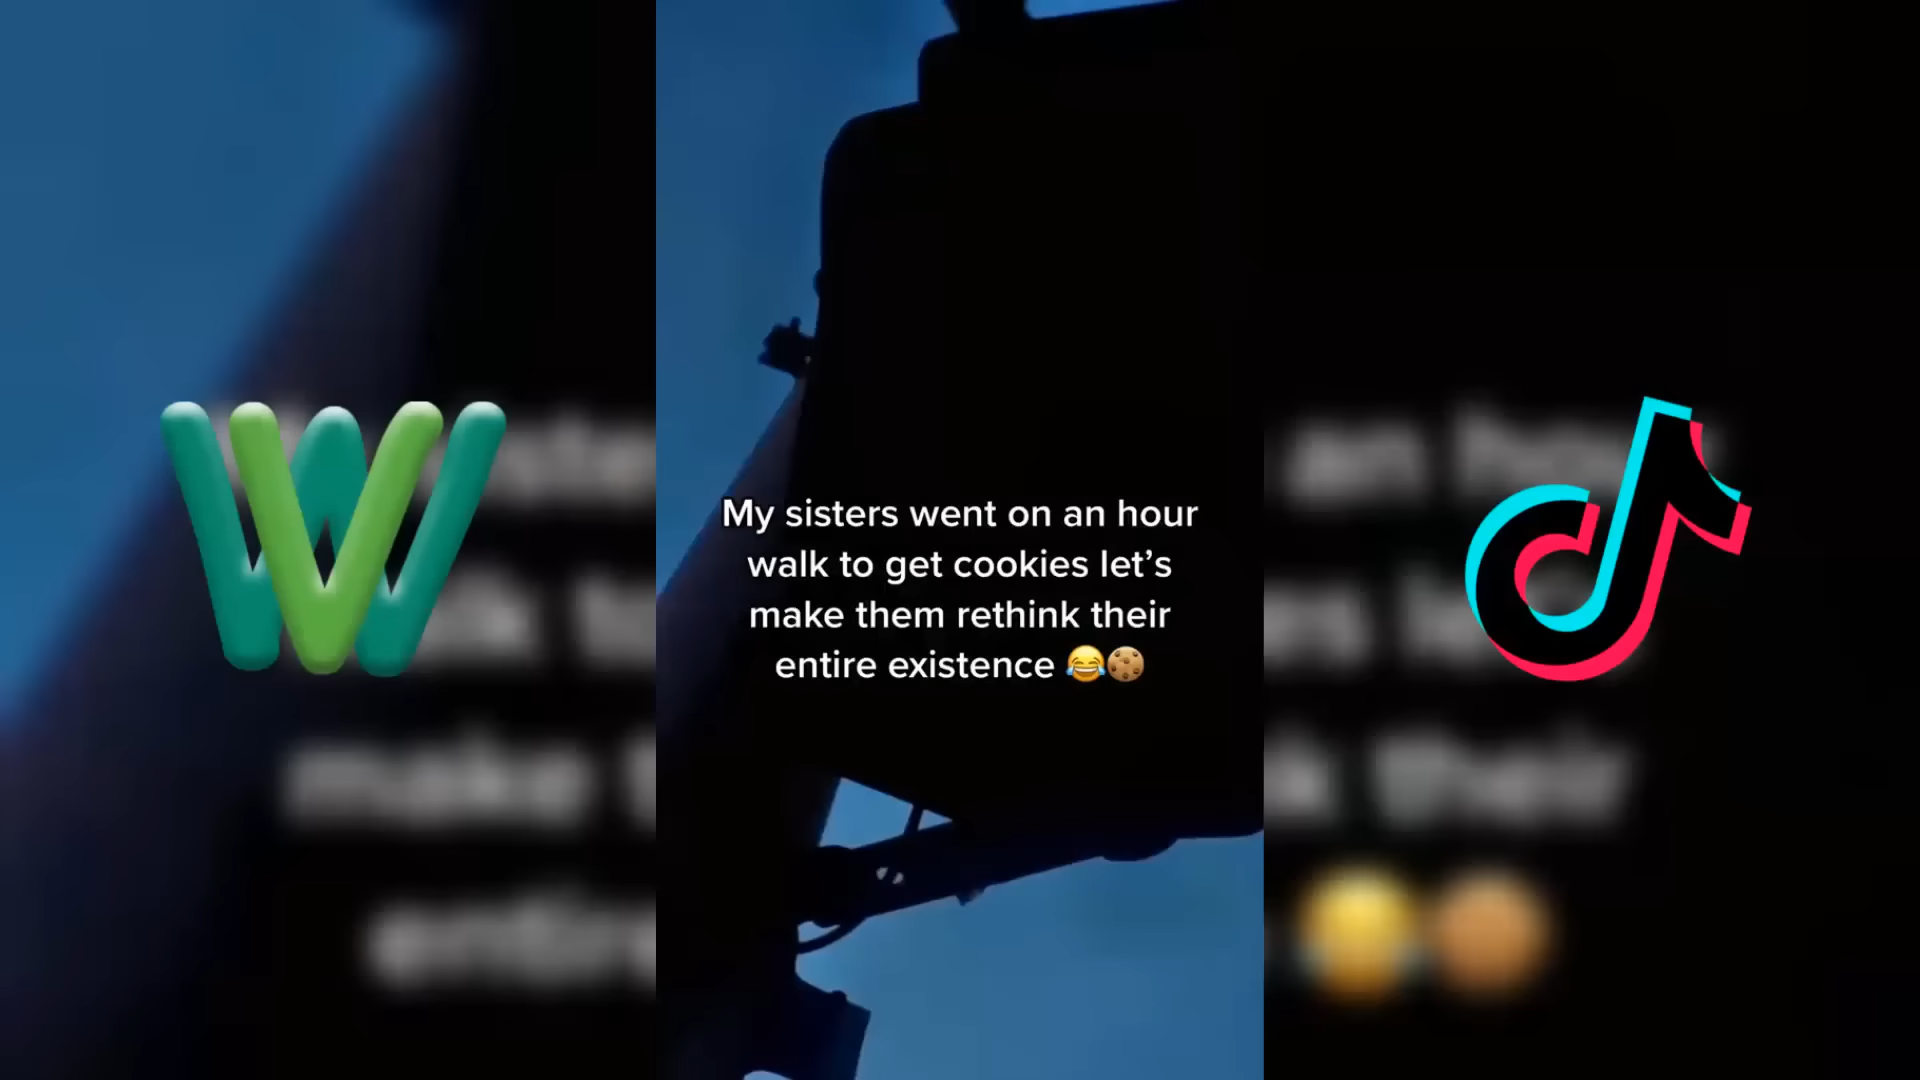 My sisters went on an hour
walk to get cookies let’s
make them rethink their
entire existence 😂🍪